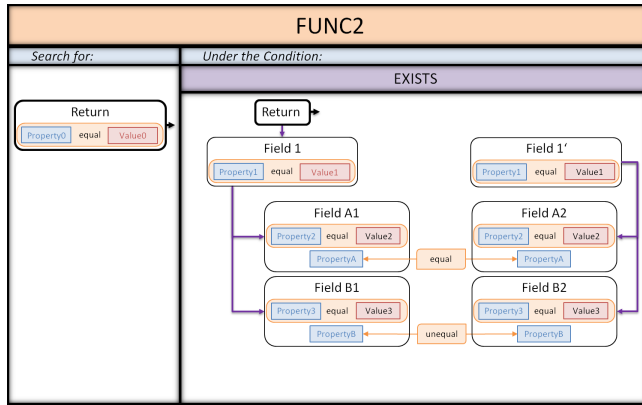 FUNC2
Search for:
Under the Condition:
EXISTS
Return
Property0 equal Value0
Return
Field 1
Property1 equal Value1
Field 1‘
Property1 equal Value1
Field A1
Property2 equal Value2
PropertyA
equal
Field A2
Property2 equal Value2
PropertyA
Field B1
Property3 equal Value3
PropertyB
unequal
Field B2
Property3 equal Value3
PropertyB